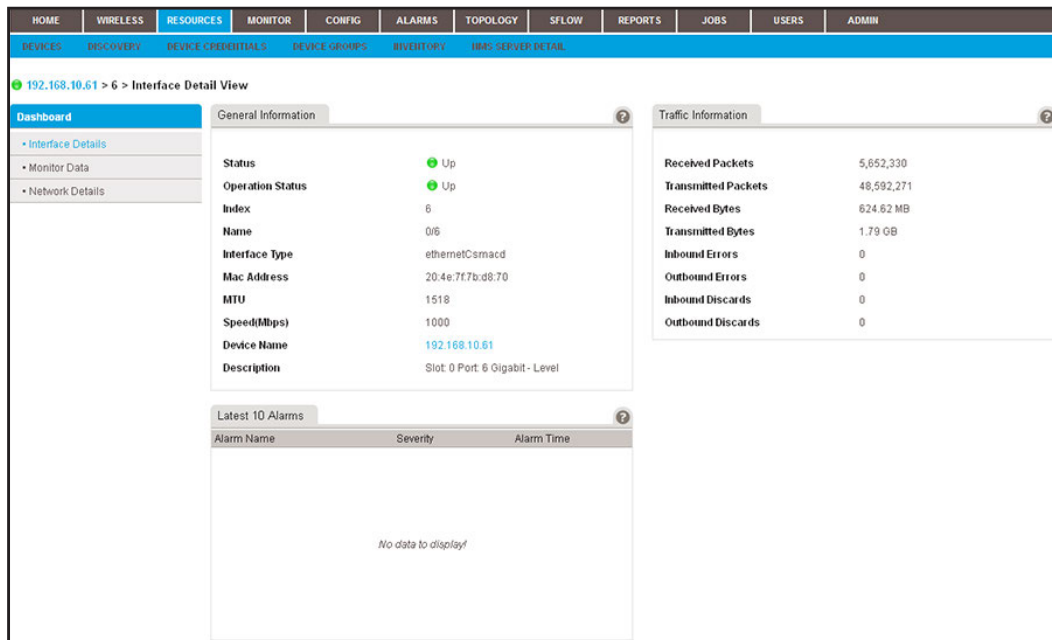 HOME WIRELESS RESOURCES MONITOR CONFIG ALARMS TOPOLOGY SFLOW REPORTS JOBS USERS ADMIN
DEVICES DISCOVERY DEVICE CREDENTIALS DEVICE GROUPS INVENTORY NMS SERVER DETAIL
192.168.10.61 > 6 > Interface Detail View
Dashboard
• Interface Details
• Monitor Data
• Network Details
General Information ?
Status Up
Operation Status Up
Index 6
Name 0/6
Interface Type ethernetCsmacd
Mac Address 20:4e:7f:7b:d8:70
MTU 1518
Speed(Mbps) 1000
Device Name 192.168.10.61
Description Slot: 0 Port: 6 Gigabit - Level
Traffic Information ?
Received Packets 5,652,330
Transmitted Packets 48,592,271
Received Bytes 624.62 MB
Transmitted Bytes 1.79 GB
Inbound Errors 0
Outbound Errors 0
Inbound Discards 0
Outbound Discards 0
Latest 10 Alarms ?
Alarm Name Severity Alarm Time
No data to display!